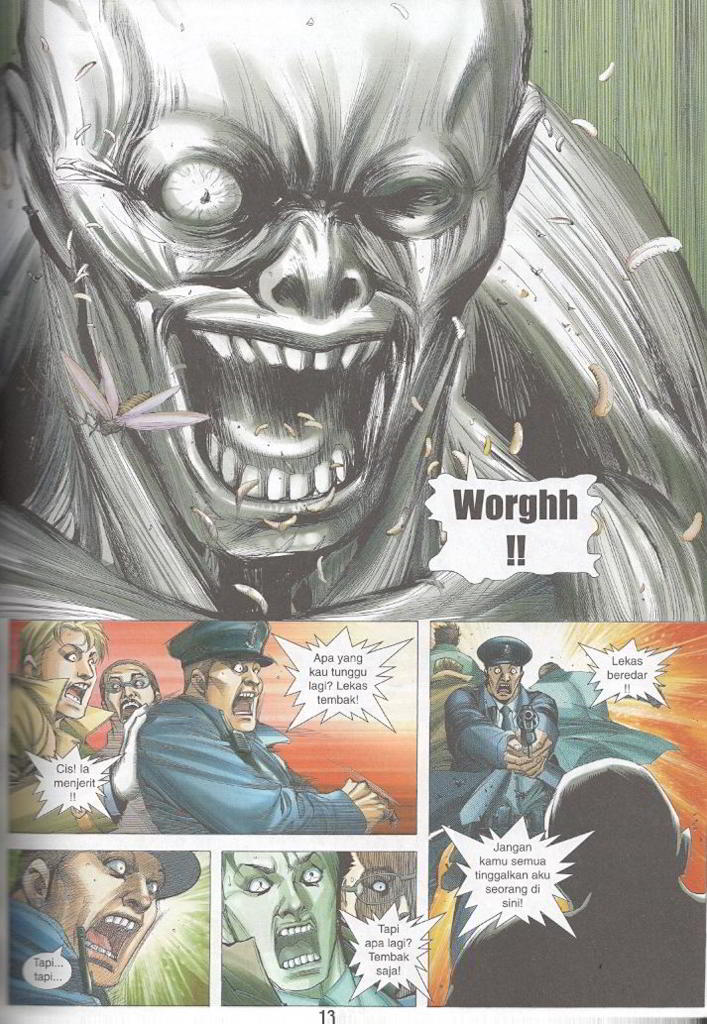 Worghh
!!
Apa yang
kau tunggu
lagi? Lekas
tembak!
Cis! Ia
menjerit
!!
Lekas
beredar
!!
Jangan
kamu semua
tinggalkan aku
seorang di
sini!
Tapi...
tapi...
Tapi
apa lagi?
Tembak
saja!
13